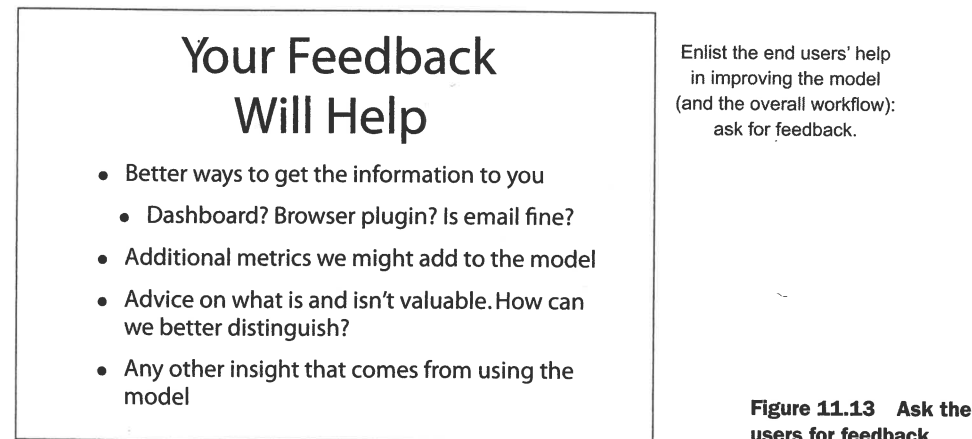 Your Feedback
Will Help
• Better ways to get the information to you
• Dashboard? Browser plugin? Is email fine?
• Additional metrics we might add to the model
• Advice on what is and isn't valuable. How can
we better distinguish?
• Any other insight that comes from using the
model
Enlist the end users' help
in improving the model
(and the overall workflow):
ask for feedback.
Figure 11.13 Ask the
users for feedback